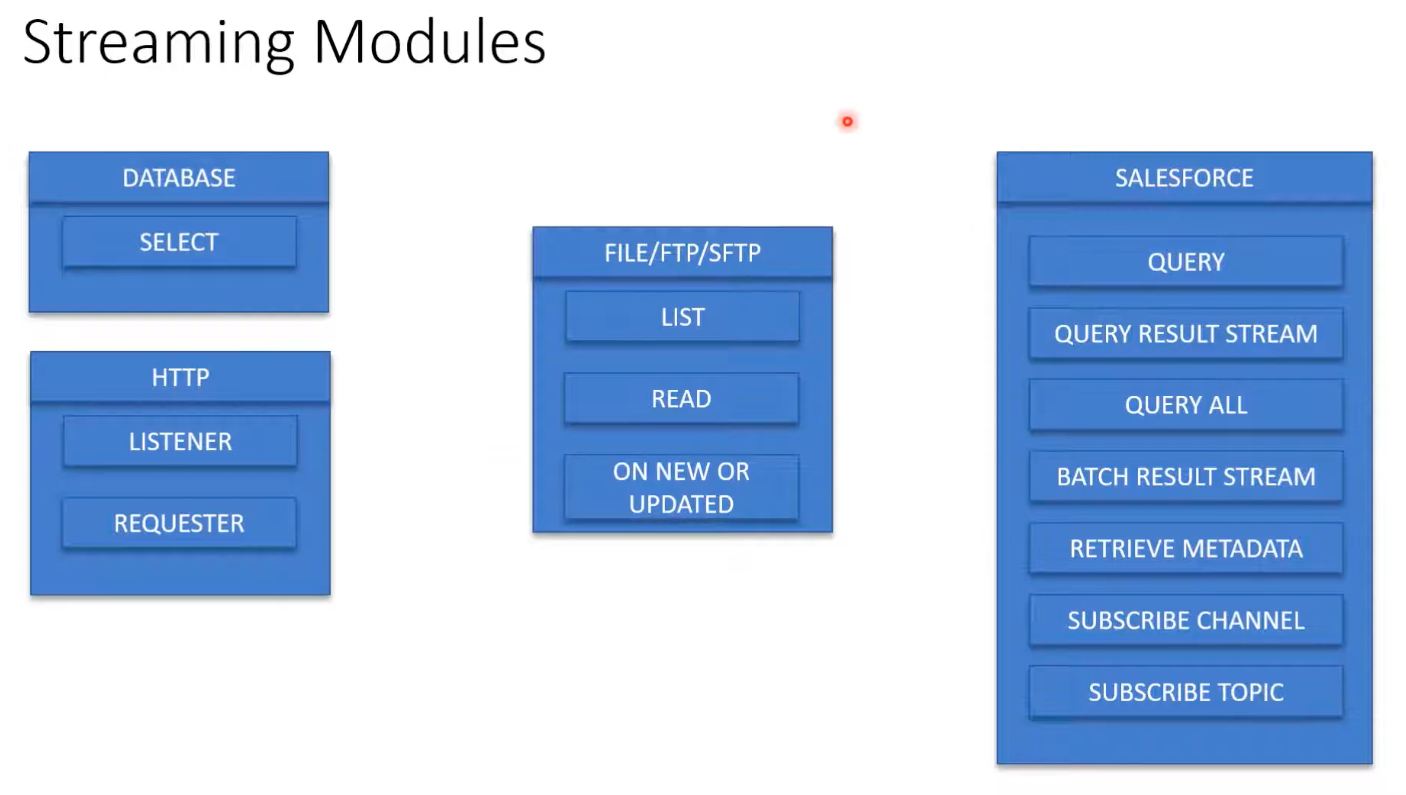 Streaming Modules
DATABASE
SELECT
HTTP
LISTENER
REQUESTER
FILE/FTP/SFTP
LIST
READ
ON NEW OR
UPDATED
SALESFORCE
QUERY
QUERY RESULT STREAM
QUERY ALL
BATCH RESULT STREAM
RETRIEVE METADATA
SUBSCRIBE CHANNEL
SUBSCRIBE TOPIC